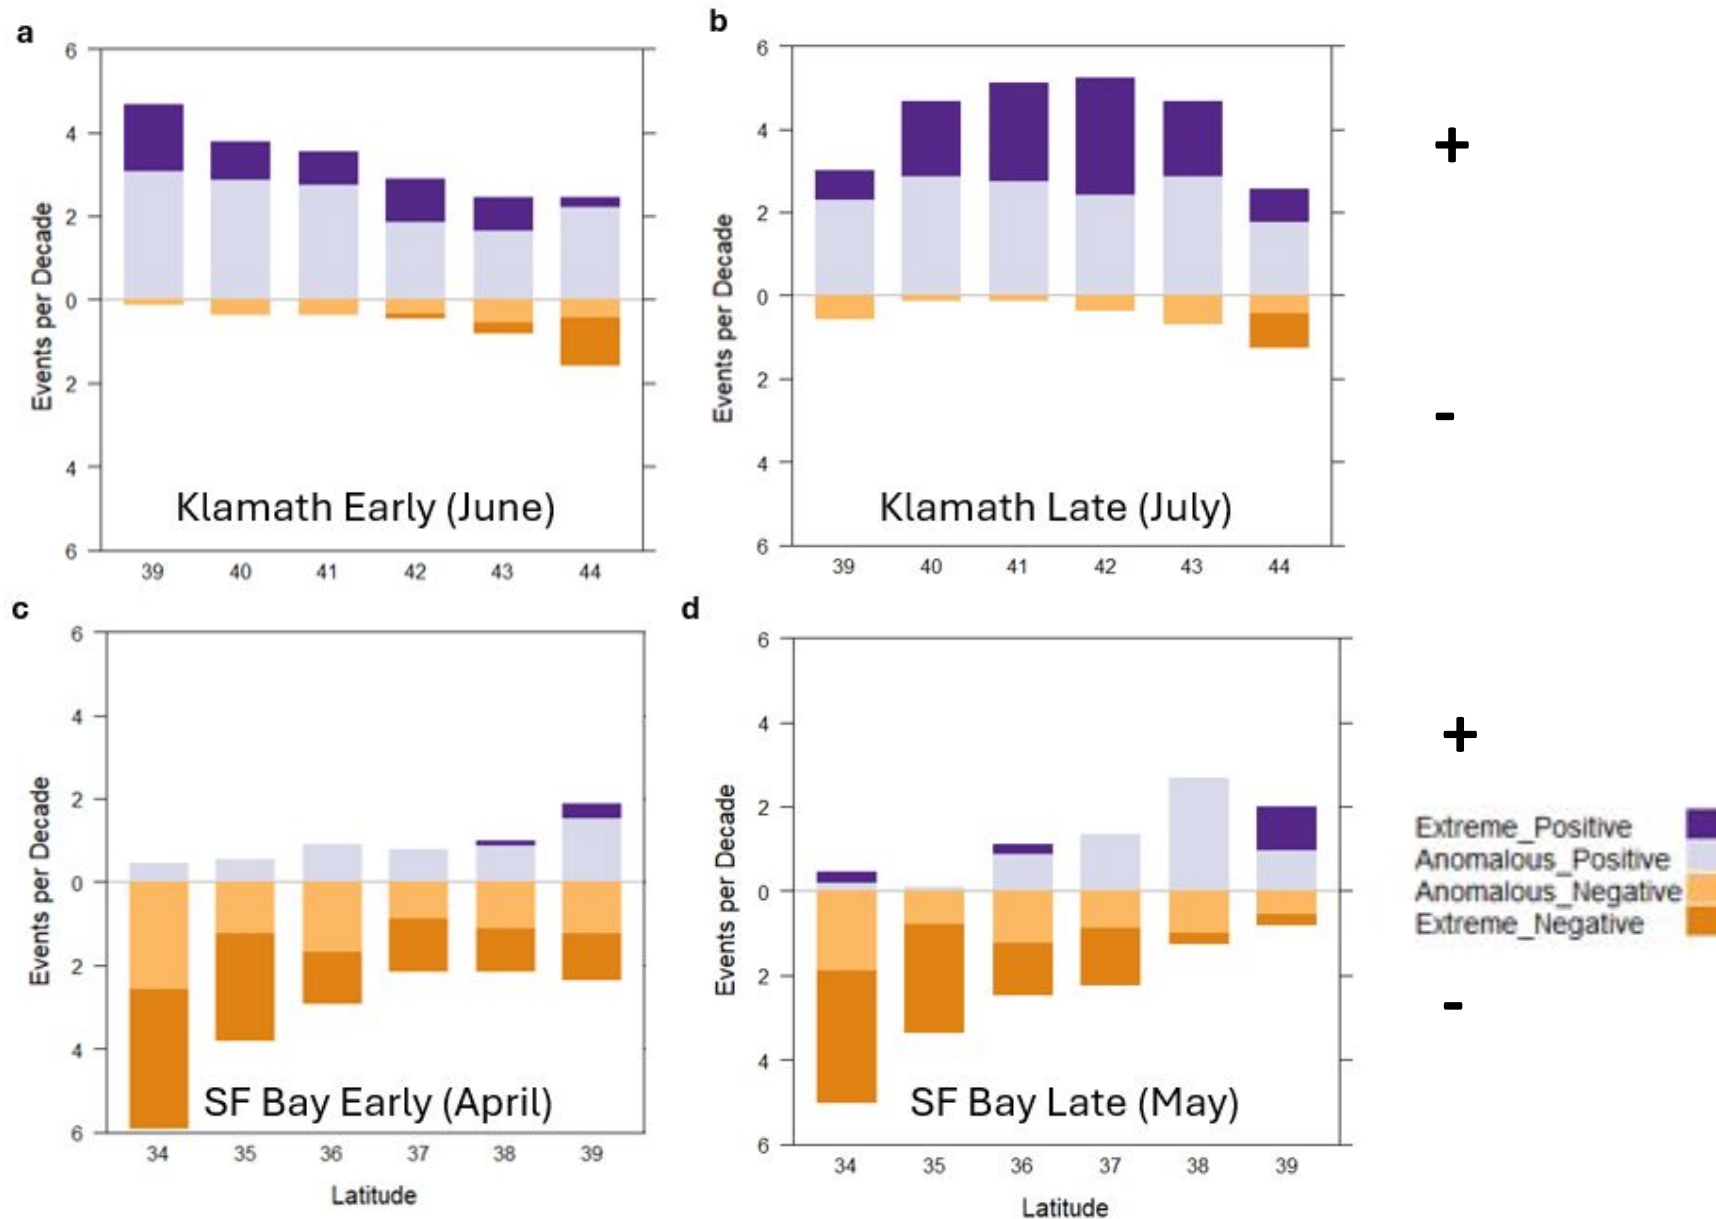 a
6
4
2
0
2
4
6
Events per Decade
Klamath Early (June)
39 40 41 42 43 44
b
6
4
2
0
2
4
6
Events per Decade
Klamath Late (July)
39 40 41 42 43 44
+
-
c
6
4
2
0
2
4
6
Events per Decade
SF Bay Early (April)
34 35 36 37 38 39
Latitude
d
6
4
2
0
2
4
6
Events per Decade
SF Bay Late (May)
34 35 36 37 38 39
Latitude
+
Extreme_Positive
Anomalous_Positive
Anomalous_Negative
Extreme_Negative
-